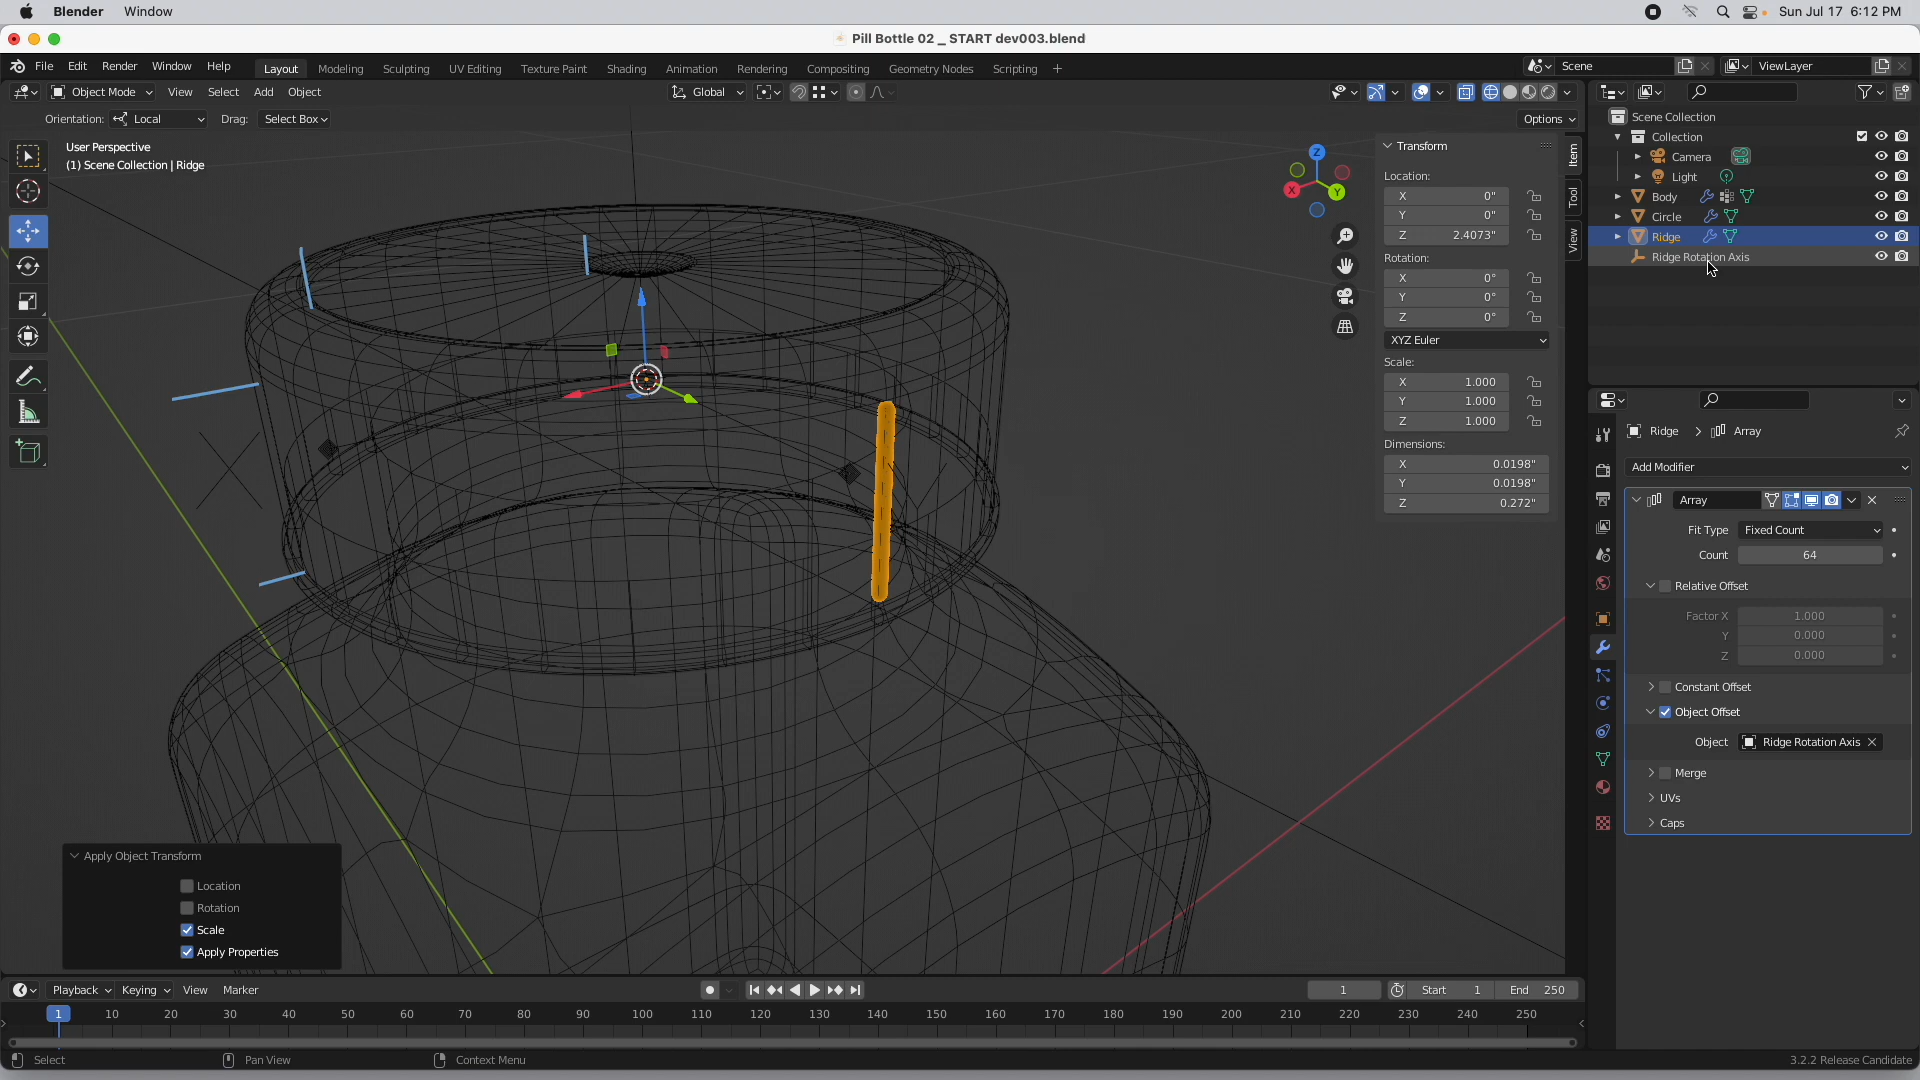 Blender Window Sun Jul 17 6:12 PM
Pill Bottle 02 _ START dev003.blend
File Edit Render Window Help Layout Modeling Sculpting UV Editing Texture Paint Shading Animation Rendering Compositing Geometry Nodes Scripting + Scene ViewLayer
Object Mode View Select Add Object Global
Orientation: Local Drag: Select Box Options
User Perspective
(1) Scene Collection | Ridge
Z
X
Y
Item
Tool
View
Transform
Location:
X 0"
Y 0"
Z 2.4073"
Rotation:
X 0°
Y 0°
Z 0°
XYZ Euler
Scale:
X 1.000
Y 1.000
Z 1.000
Dimensions:
X 0.0198"
Y 0.0198"
Z 0.272"
Scene Collection
Collection
Camera
Light
Body
Circle
Ridge
Ridge Rotation Axis
Ridge > Array
Add Modifier
Array
Fit Type Fixed Count
Count 64
Relative Offset
Factor X 1.000
Y 0.000
Z 0.000
Constant Offset
Object Offset
Object Ridge Rotation Axis
Merge
UVs
Caps
Apply Object Transform
Location
Rotation
Scale
Apply Properties
Playback Keying View Marker 1 Start 1 End 250
1 10 20 30 40 50 60 70 80 90 100 110 120 130 140 150 160 170 180 190 200 210 220 230 240 250
Select Pan View Context Menu 3.2.2 Release Candidate